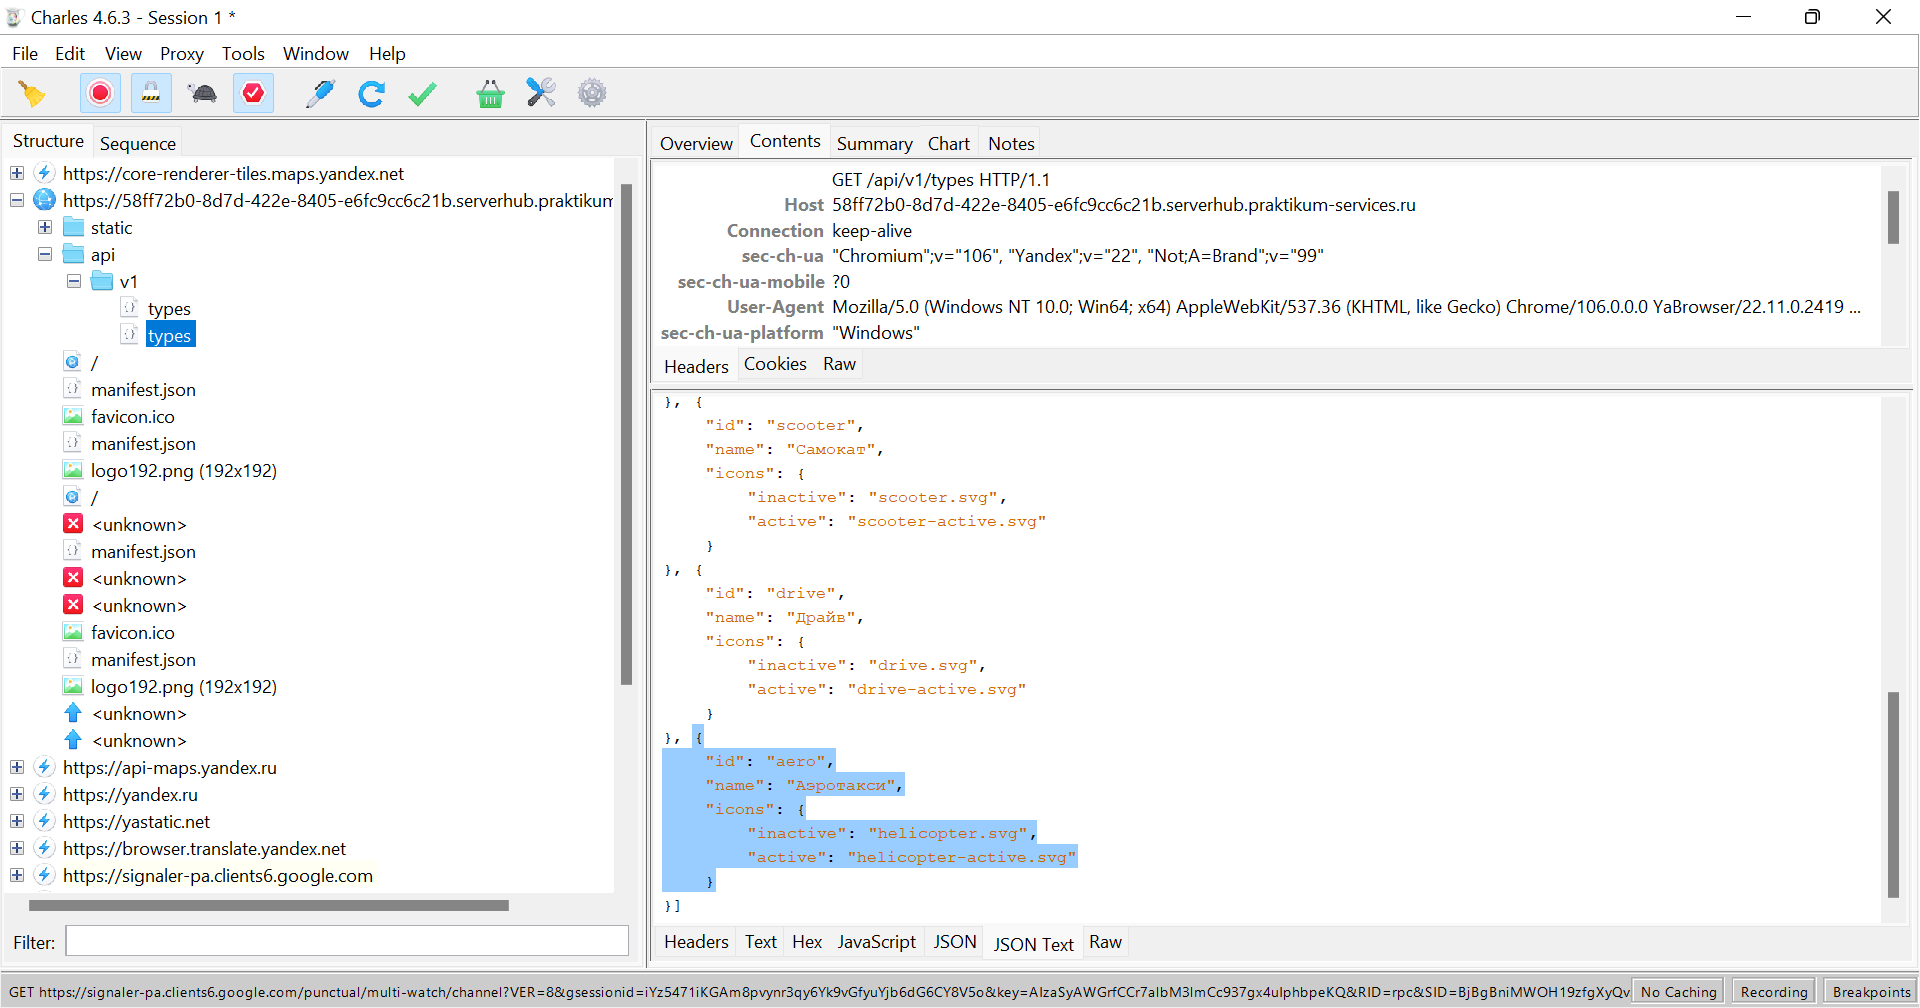 Charles 4.6.3 - Session 1 *
File Edit View Proxy Tools Window Help
Structure Sequence
https://core-renderer-tiles.maps.yandex.net
https://58ff72b0-8d7d-422e-8405-e6fc9cc6c21b.serverhub.praktikum
static
api
v1
types
types
/
manifest.json
favicon.ico
manifest.json
logo192.png (192x192)
/
<unknown>
manifest.json
<unknown>
<unknown>
favicon.ico
manifest.json
logo192.png (192x192)
<unknown>
<unknown>
https://api-maps.yandex.ru
https://yandex.ru
https://yastatic.net
https://browser.translate.yandex.net
https://signaler-pa.clients6.google.com
Filter:
Overview Contents Summary Chart Notes
GET /api/v1/types HTTP/1.1
Host 58ff72b0-8d7d-422e-8405-e6fc9cc6c21b.serverhub.praktikum-services.ru
Connection keep-alive
sec-ch-ua "Chromium";v="106", "Yandex";v="22", "Not;A=Brand";v="99"
sec-ch-ua-mobile ?0
User-Agent Mozilla/5.0 (Windows NT 10.0; Win64; x64) AppleWebKit/537.36 (KHTML, like Gecko) Chrome/106.0.0.0 YaBrowser/22.11.0.2419 ...
sec-ch-ua-platform "Windows"
Headers Cookies Raw
}, {
"id": "scooter",
"name": "Самокат",
"icons": {
"inactive": "scooter.svg",
"active": "scooter-active.svg"
}
}, {
"id": "drive",
"name": "Драйв",
"icons": {
"inactive": "drive.svg",
"active": "drive-active.svg"
}
}, {
"id": "aero",
"name": "Аэротакси",
"icons": {
"inactive": "helicopter.svg",
"active": "helicopter-active.svg"
}
}]
Headers Text Hex JavaScript JSON JSON Text Raw
GET https://signaler-pa.clients6.google.com/punctual/multi-watch/channel?VER=8&gsessionid=iYz5471iKGAm8pvynr3qy6Yk9vGfyuYjb6dG6CY8V5o&key=AIzaSyAWGrfCCr7albM3lmCc937gx4uIphbpeKQ&RID=rpc&SID=BjBgBniMWOH19zfgXyQv No Caching Recording Breakpoints